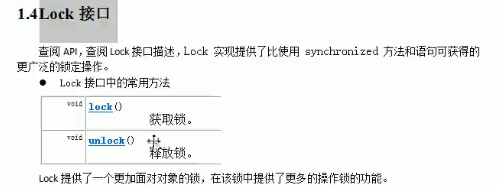 1.4Lock 接口
查阅 API，查阅 Lock 接口描述，Lock 实现提供了比使用 synchronized 方法和语句可获得的
更广泛的锁定操作。
● Lock 接口中的常用方法
void lock()
获取锁。
void unlock()
释放锁。
Lock 提供了一个更加面对对象的锁，在该锁中提供了更多的操作锁的功能。